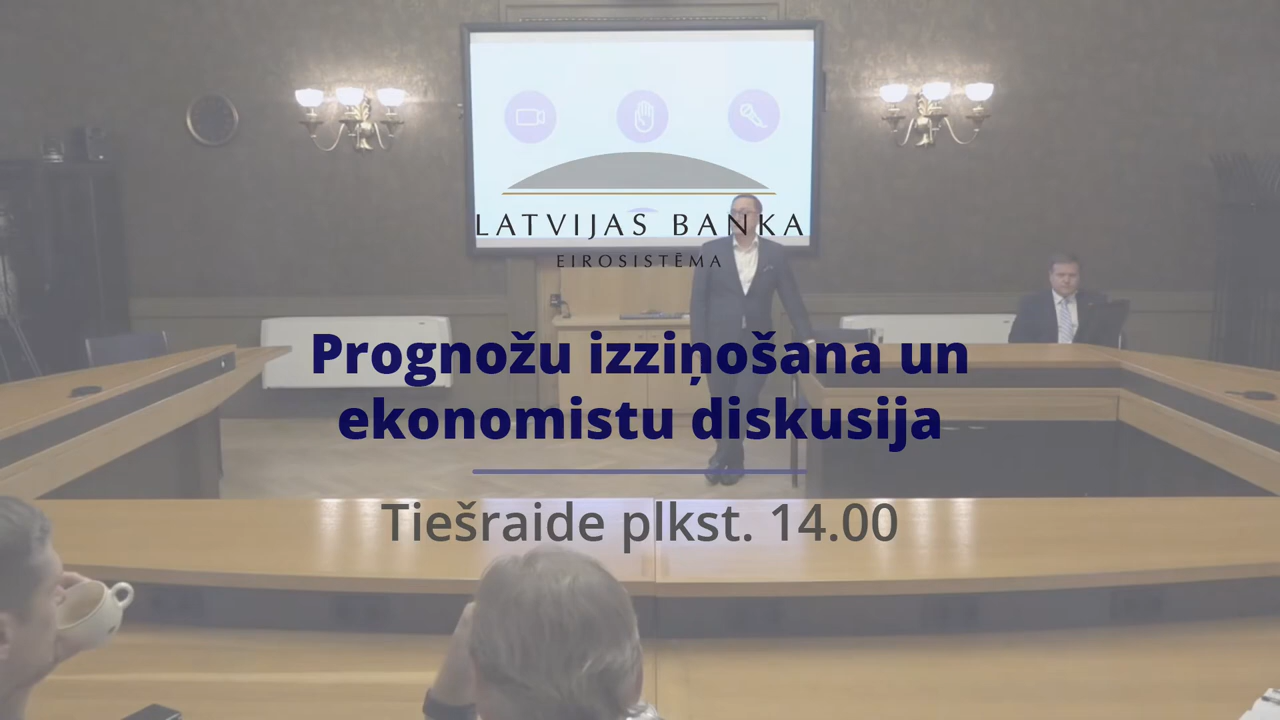 LATVIJAS BANKA
EIROSISTĒMA
Prognožu izziņošana un
ekonomistu diskusija
Tiešraide plkst. 14.00